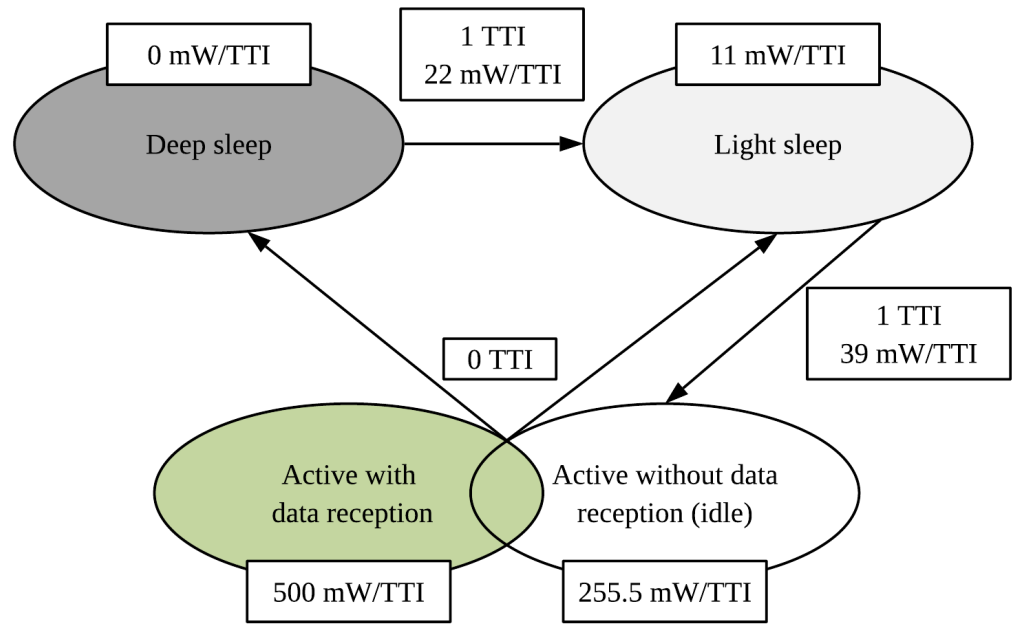 0 mW/TTI
1 TTI
22 mW/TTI
11 mW/TTI
Deep sleep
Light sleep
1 TTI
39 mW/TTI
0 TTI
Active with
data reception
Active without data
reception (idle)
500 mW/TTI
255.5 mW/TTI